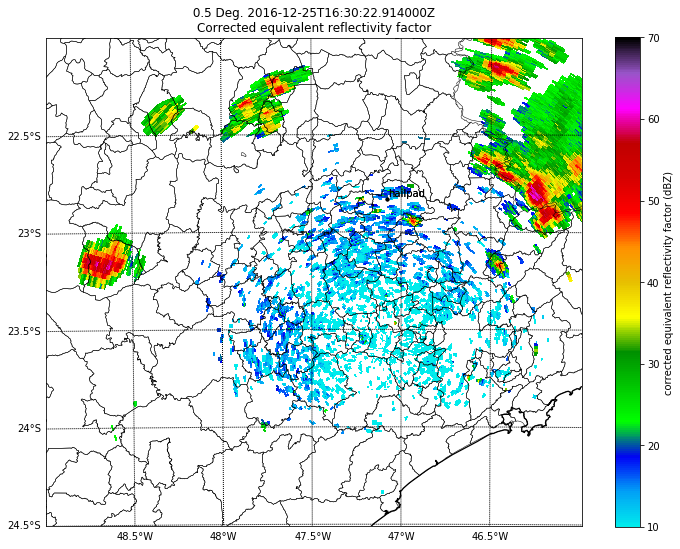 0.5 Deg. 2016-12-25T16:30:22.914000Z
Corrected equivalent reflectivity factor
70
60
50
40
30
20
10
corrected equivalent reflectivity factor (dBZ)
22.5°S
23°S
23.5°S
24°S
24.5°S
Hailpad
48.5°W
48°W
47.5°W
47°W
46.5°W